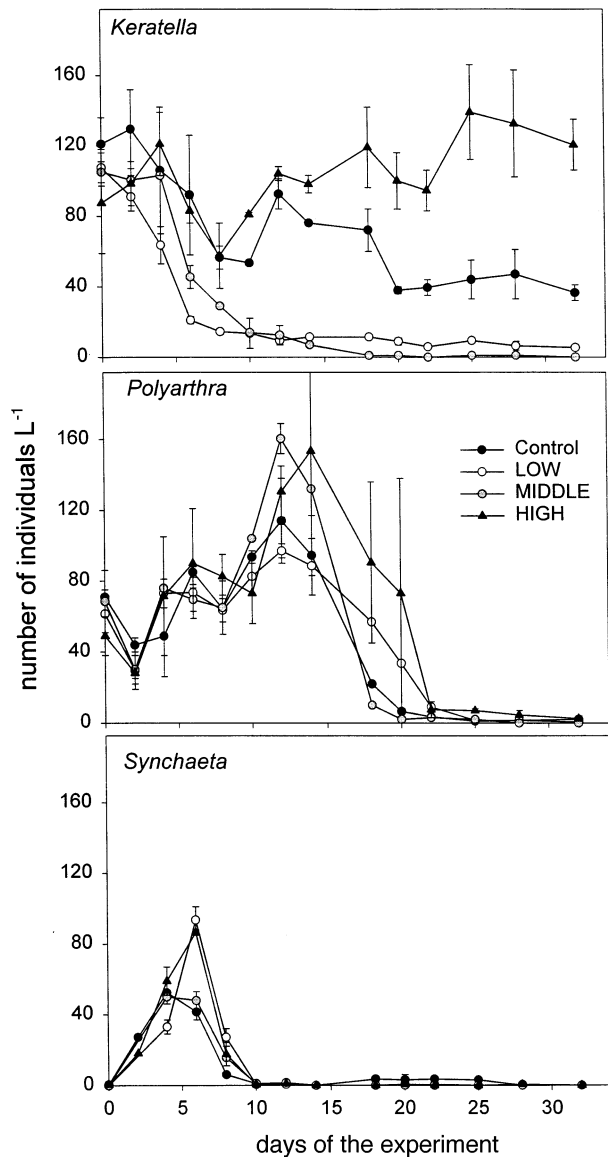 Keratella
160
120
80
40
0
Polyarthra
160
120
80
40
0
Control
LOW
MIDDLE
HIGH
number of individuals L⁻¹
Synchaeta
160
120
80
40
0
0 5 10 15 20 25 30
days of the experiment